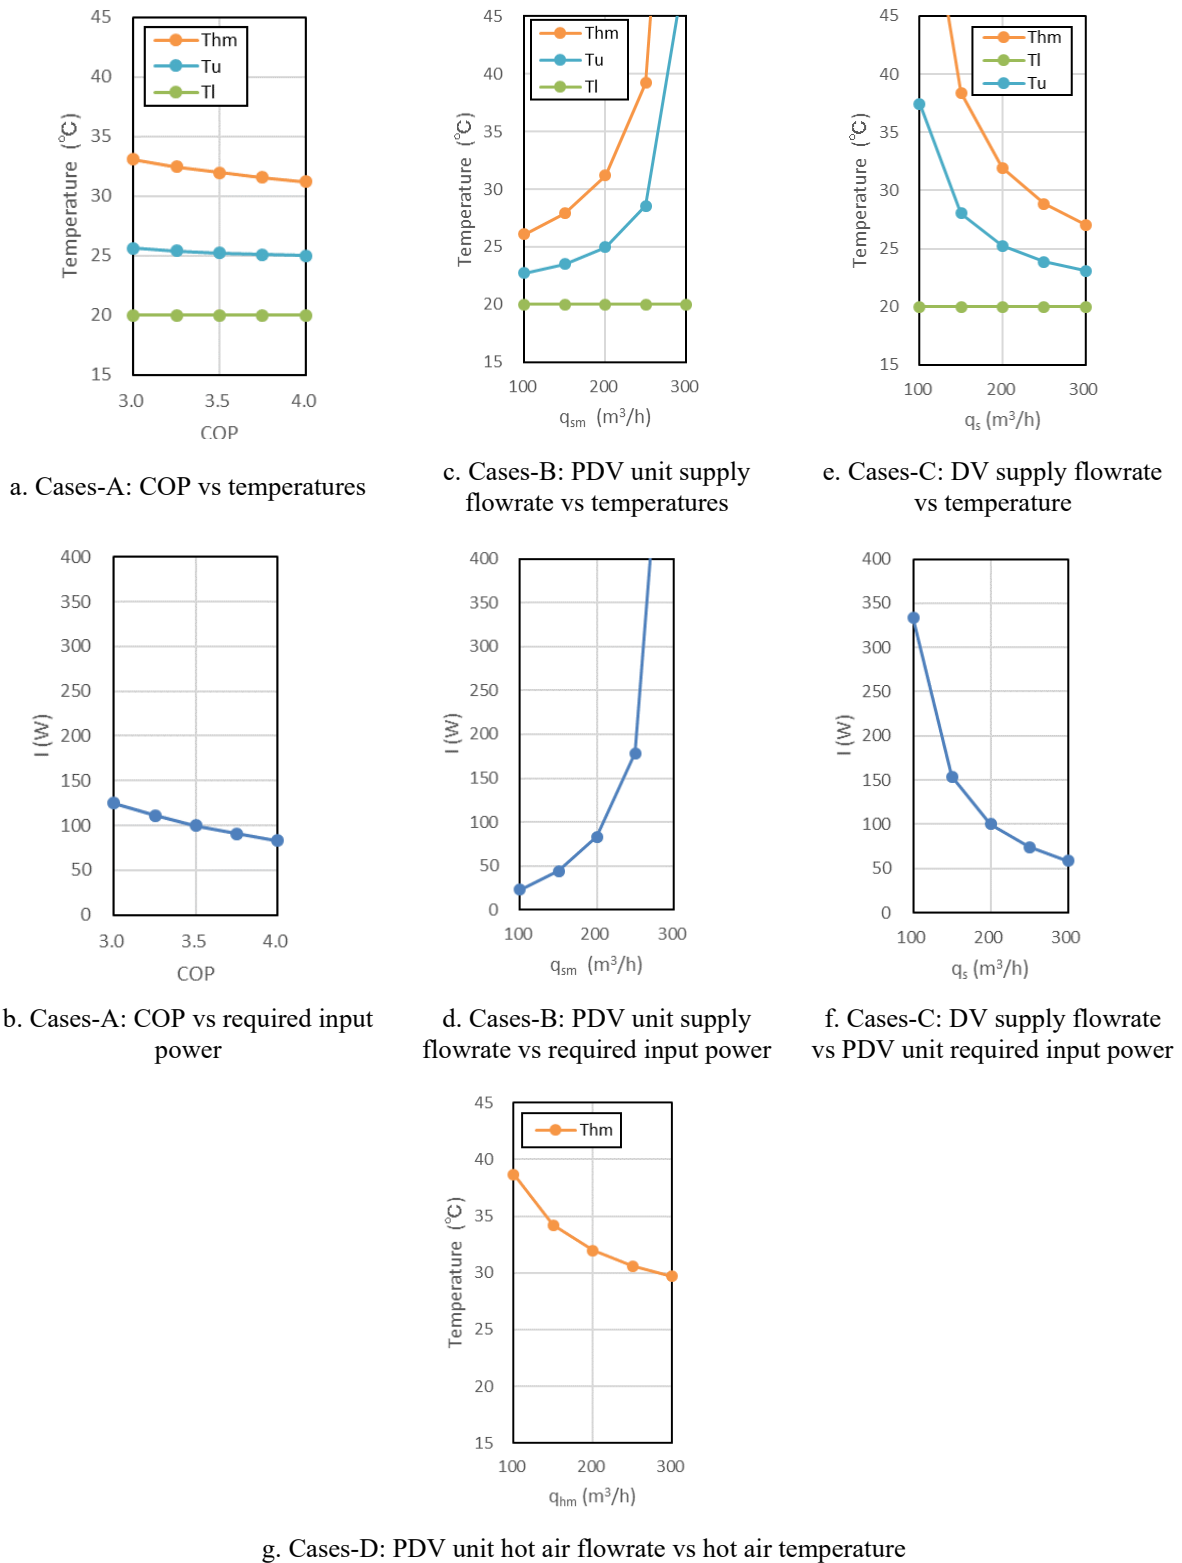 45
40
35
30
25
20
15
Temperature (℃)
Thm
Tu
Tl
3.0
3.5
4.0
COP
a. Cases-A: COP vs temperatures
45
40
35
30
25
20
15
Temperature (℃)
Thm
Tu
Tl
100
200
300
qsm (m³/h)
c. Cases-B: PDV unit supply
flowrate vs temperatures
45
40
35
30
25
20
15
Temperature (℃)
Thm
Tl
Tu
100
200
300
qs (m³/h)
e. Cases-C: DV supply flowrate
vs temperature
400
350
300
250
200
150
100
50
0
I (W)
3.0
3.5
4.0
COP
b. Cases-A: COP vs required input
power
400
350
300
250
200
150
100
50
0
I (W)
100
200
300
qsm (m³/h)
d. Cases-B: PDV unit supply
flowrate vs required input power
400
350
300
250
200
150
100
50
0
I (W)
100
200
300
qs (m³/h)
f. Cases-C: DV supply flowrate
vs PDV unit required input power
45
40
35
30
25
20
15
Temperature (℃)
Thm
100
200
300
qhm (m³/h)
g. Cases-D: PDV unit hot air flowrate vs hot air temperature